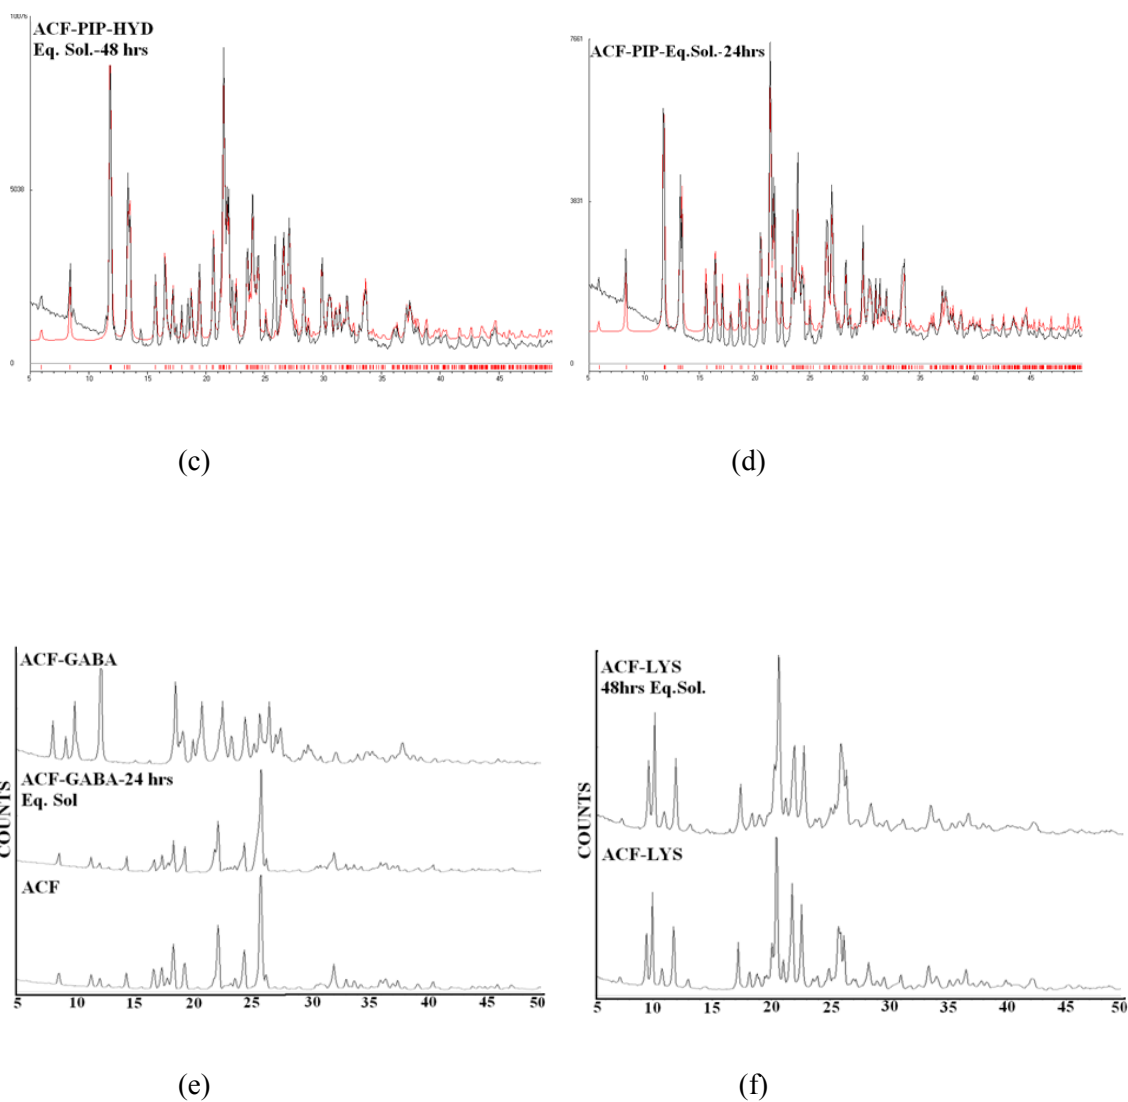 10076
ACF-PIP-HYD
Eq. Sol.-48 hrs
5038
0
5 10 15 20 25 30 35 40 45
(c)
7661
ACF-PIP-Eq.Sol.-24hrs
3831
0
5 10 15 20 25 30 35 40 45
(d)
ACF-GABA
ACF-GABA-24 hrs
Eq. Sol
ACF
COUNTS
5 10 15 20 25 30 35 40 45 50
(e)
ACF-LYS
48hrs Eq.Sol.
ACF-LYS
COUNTS
5 10 15 20 25 30 35 40 45 50
(f)